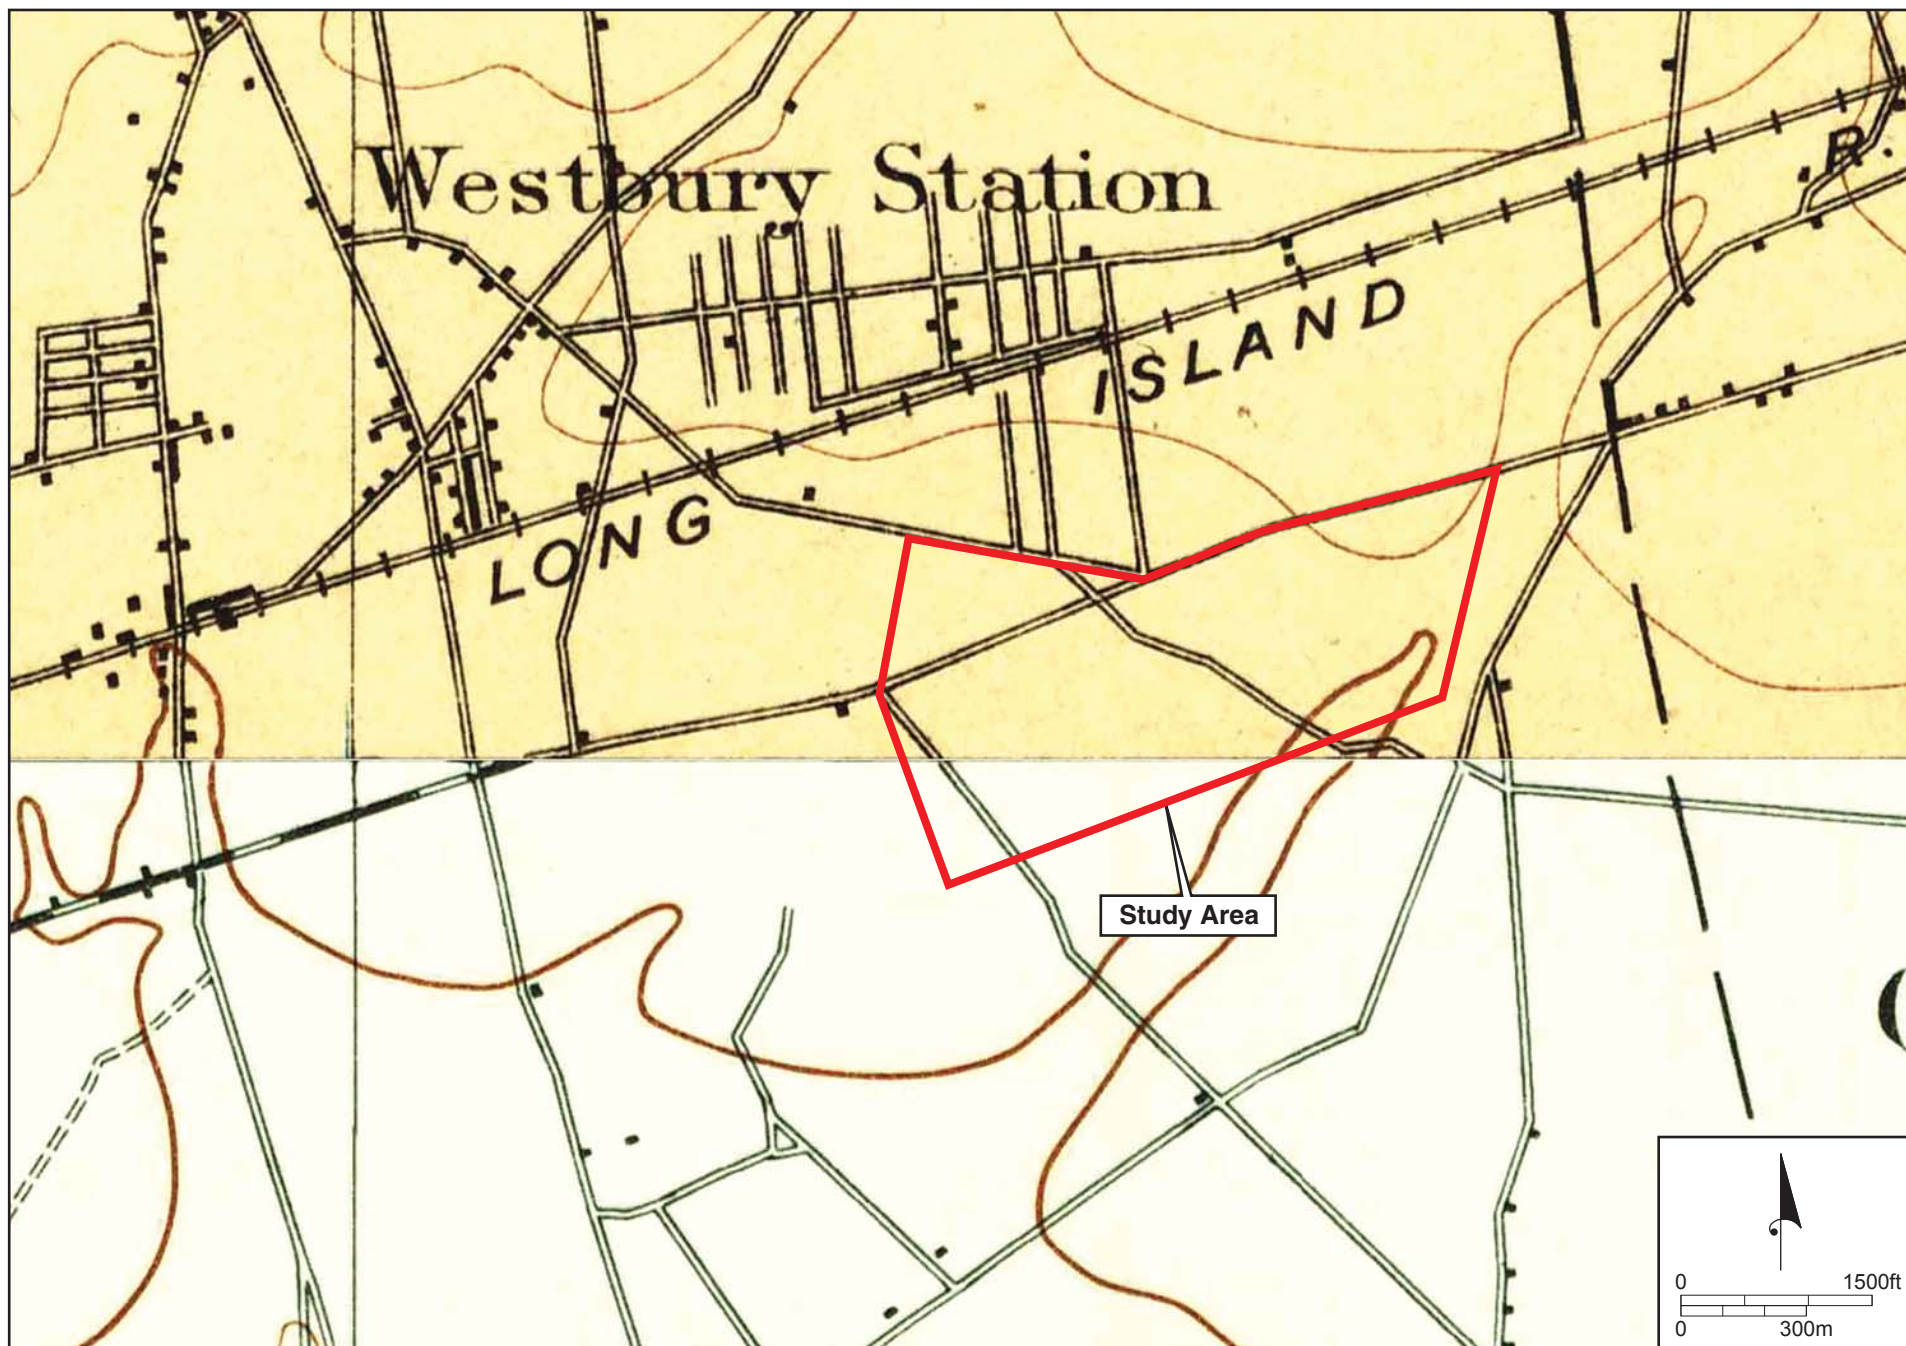 Westbury Station
R.
ISLAND
LONG
Study Area
0 1500ft
0 300m